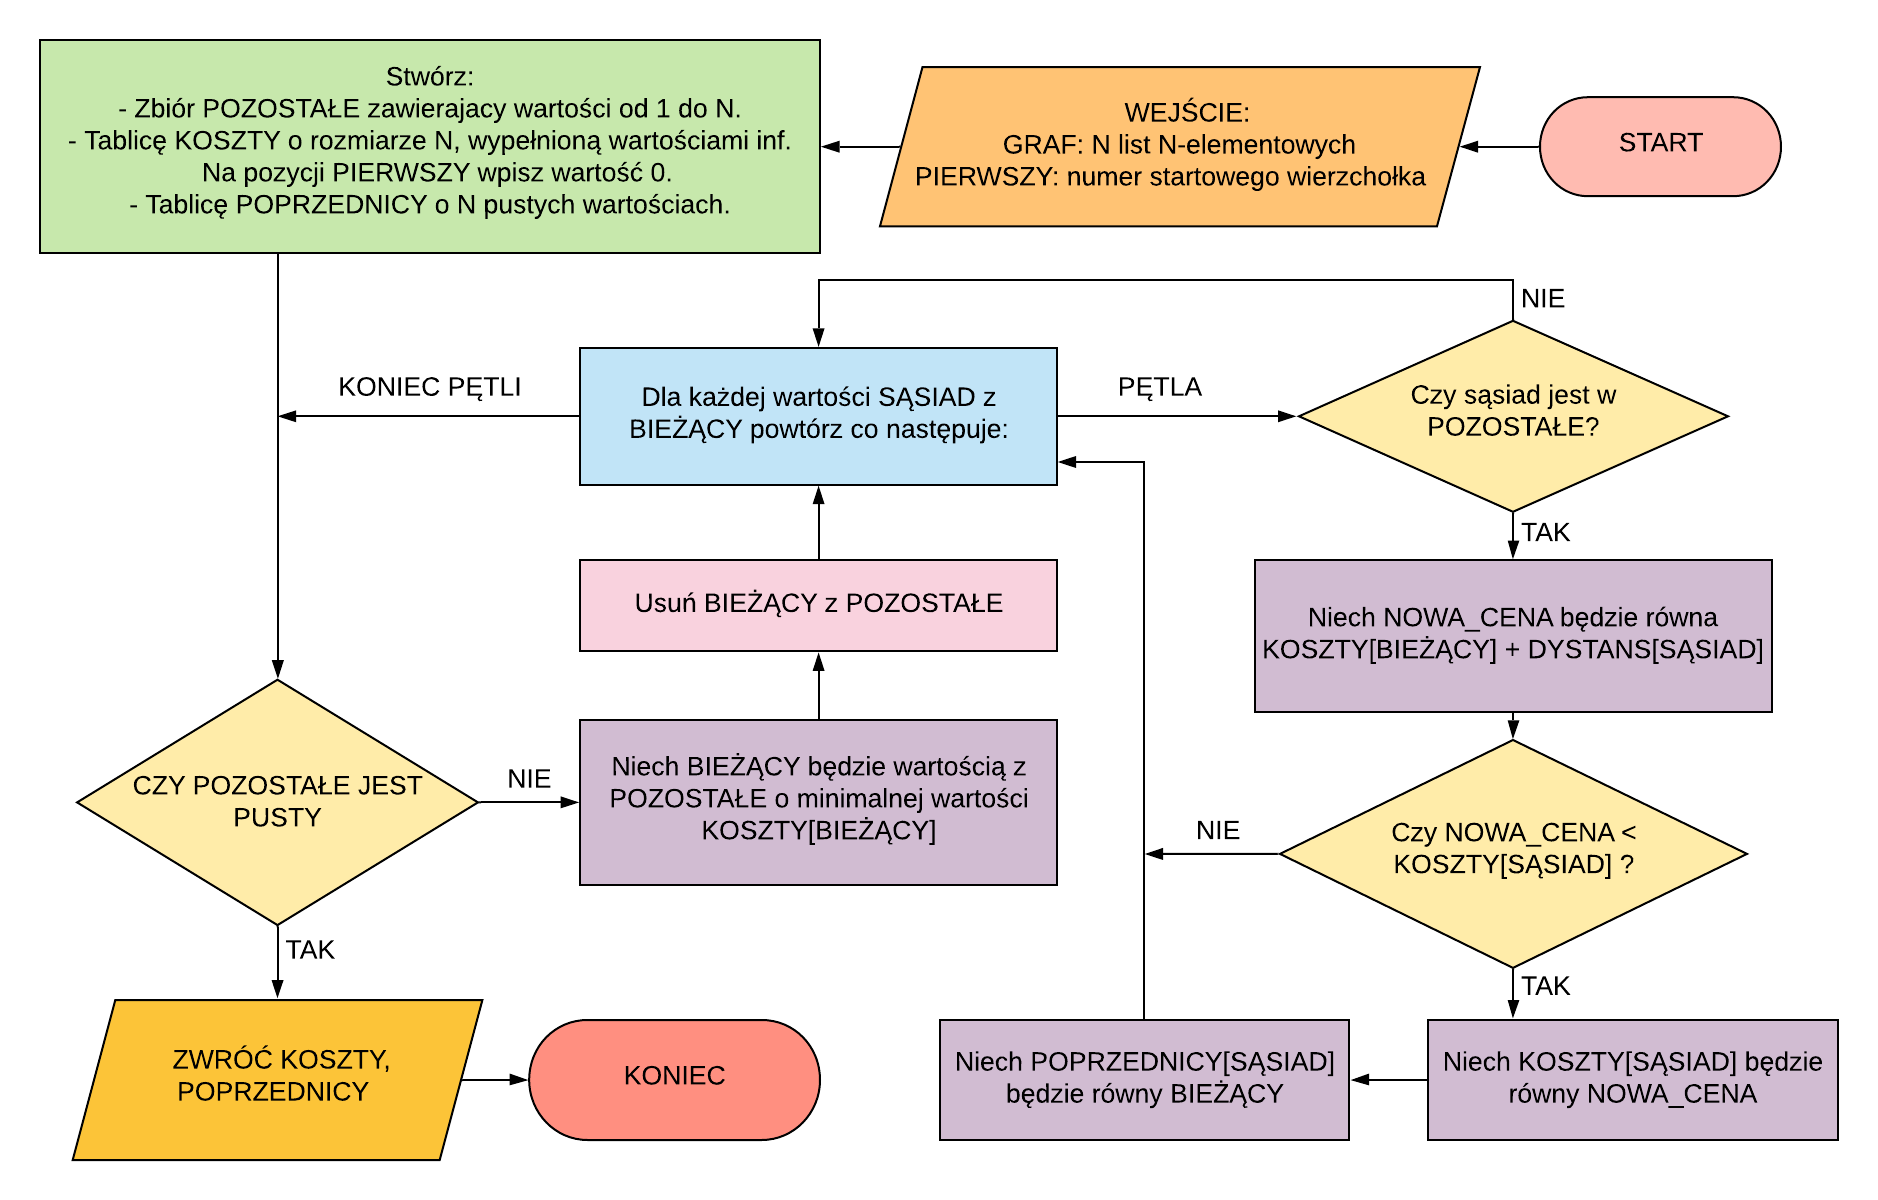 START
WEJŚCIE:
GRAF: N list N-elementowych
PIERWSZY: numer startowego wierzchołka
Stwórz:
- Zbiór POZOSTAŁE zawierajacy wartości od 1 do N.
- Tablicę KOSZTY o rozmiarze N, wypełnioną wartościami inf.
Na pozycji PIERWSZY wpisz wartość 0.
- Tablicę POPRZEDNICY o N pustych wartościach.
CZY POZOSTAŁE JEST
PUSTY
NIE
Niech BIEŻĄCY będzie wartością z
POZOSTAŁE o minimalnej wartości
KOSZTY[BIEŻĄCY]
Usuń BIEŻĄCY z POZOSTAŁE
Dla każdej wartości SĄSIAD z
BIEŻĄCY powtórz co następuje:
KONIEC PĘTLI
PĘTLA
Czy sąsiad jest w
POZOSTAŁE?
NIE
TAK
Niech NOWA_CENA będzie równa
KOSZTY[BIEŻĄCY] + DYSTANS[SĄSIAD]
Czy NOWA_CENA <
KOSZTY[SĄSIAD] ?
NIE
TAK
Niech KOSZTY[SĄSIAD] będzie
równy NOWA_CENA
Niech POPRZEDNICY[SĄSIAD]
będzie równy BIEŻĄCY
TAK
ZWRÓĆ KOSZTY,
POPRZEDNICY
KONIEC